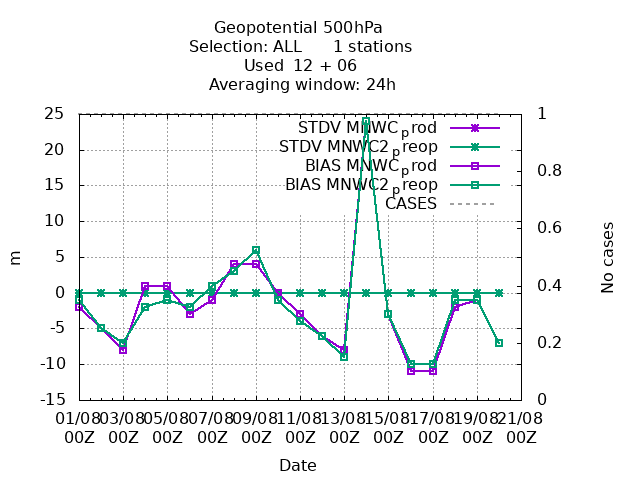 Geopotential 500hPa
Selection: ALL 1 stations
Used 12 + 06
Averaging window: 24h
25
20
15
10
5
0
-5
-10
-15
m
1
0.8
0.6
0.4
0.2
0
No cases
STDV MNWC_prod
STDV MNWC2_preop
BIAS MNWC_prod
BIAS MNWC2_preop
CASES
01/08 03/08 05/08 07/08 09/08 11/08 13/08 15/08 17/08 19/08 21/08
00Z 00Z 00Z 00Z 00Z 00Z 00Z 00Z 00Z 00Z 00Z
Date